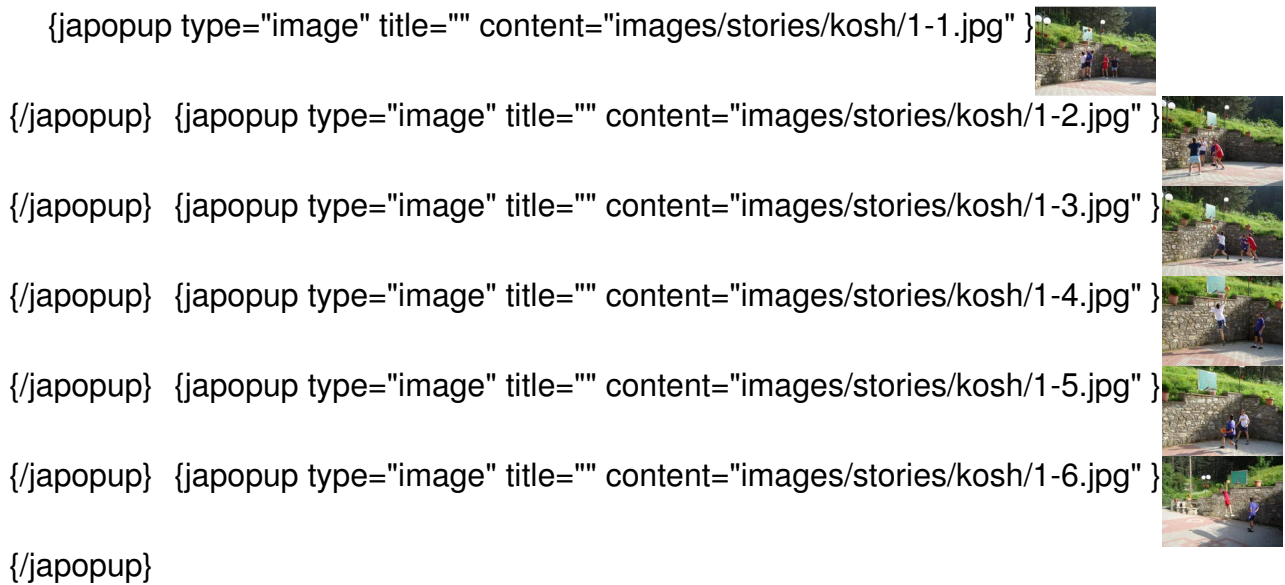 {japopup type="image" title="" content="images/stories/kosh/1-1.jpg" }
{/japopup} {japopup type="image" title="" content="images/stories/kosh/1-2.jpg" }
{/japopup} {japopup type="image" title="" content="images/stories/kosh/1-3.jpg" }
{/japopup} {japopup type="image" title="" content="images/stories/kosh/1-4.jpg" }
{/japopup} {japopup type="image" title="" content="images/stories/kosh/1-5.jpg" }
{/japopup} {japopup type="image" title="" content="images/stories/kosh/1-6.jpg" }
{/japopup}